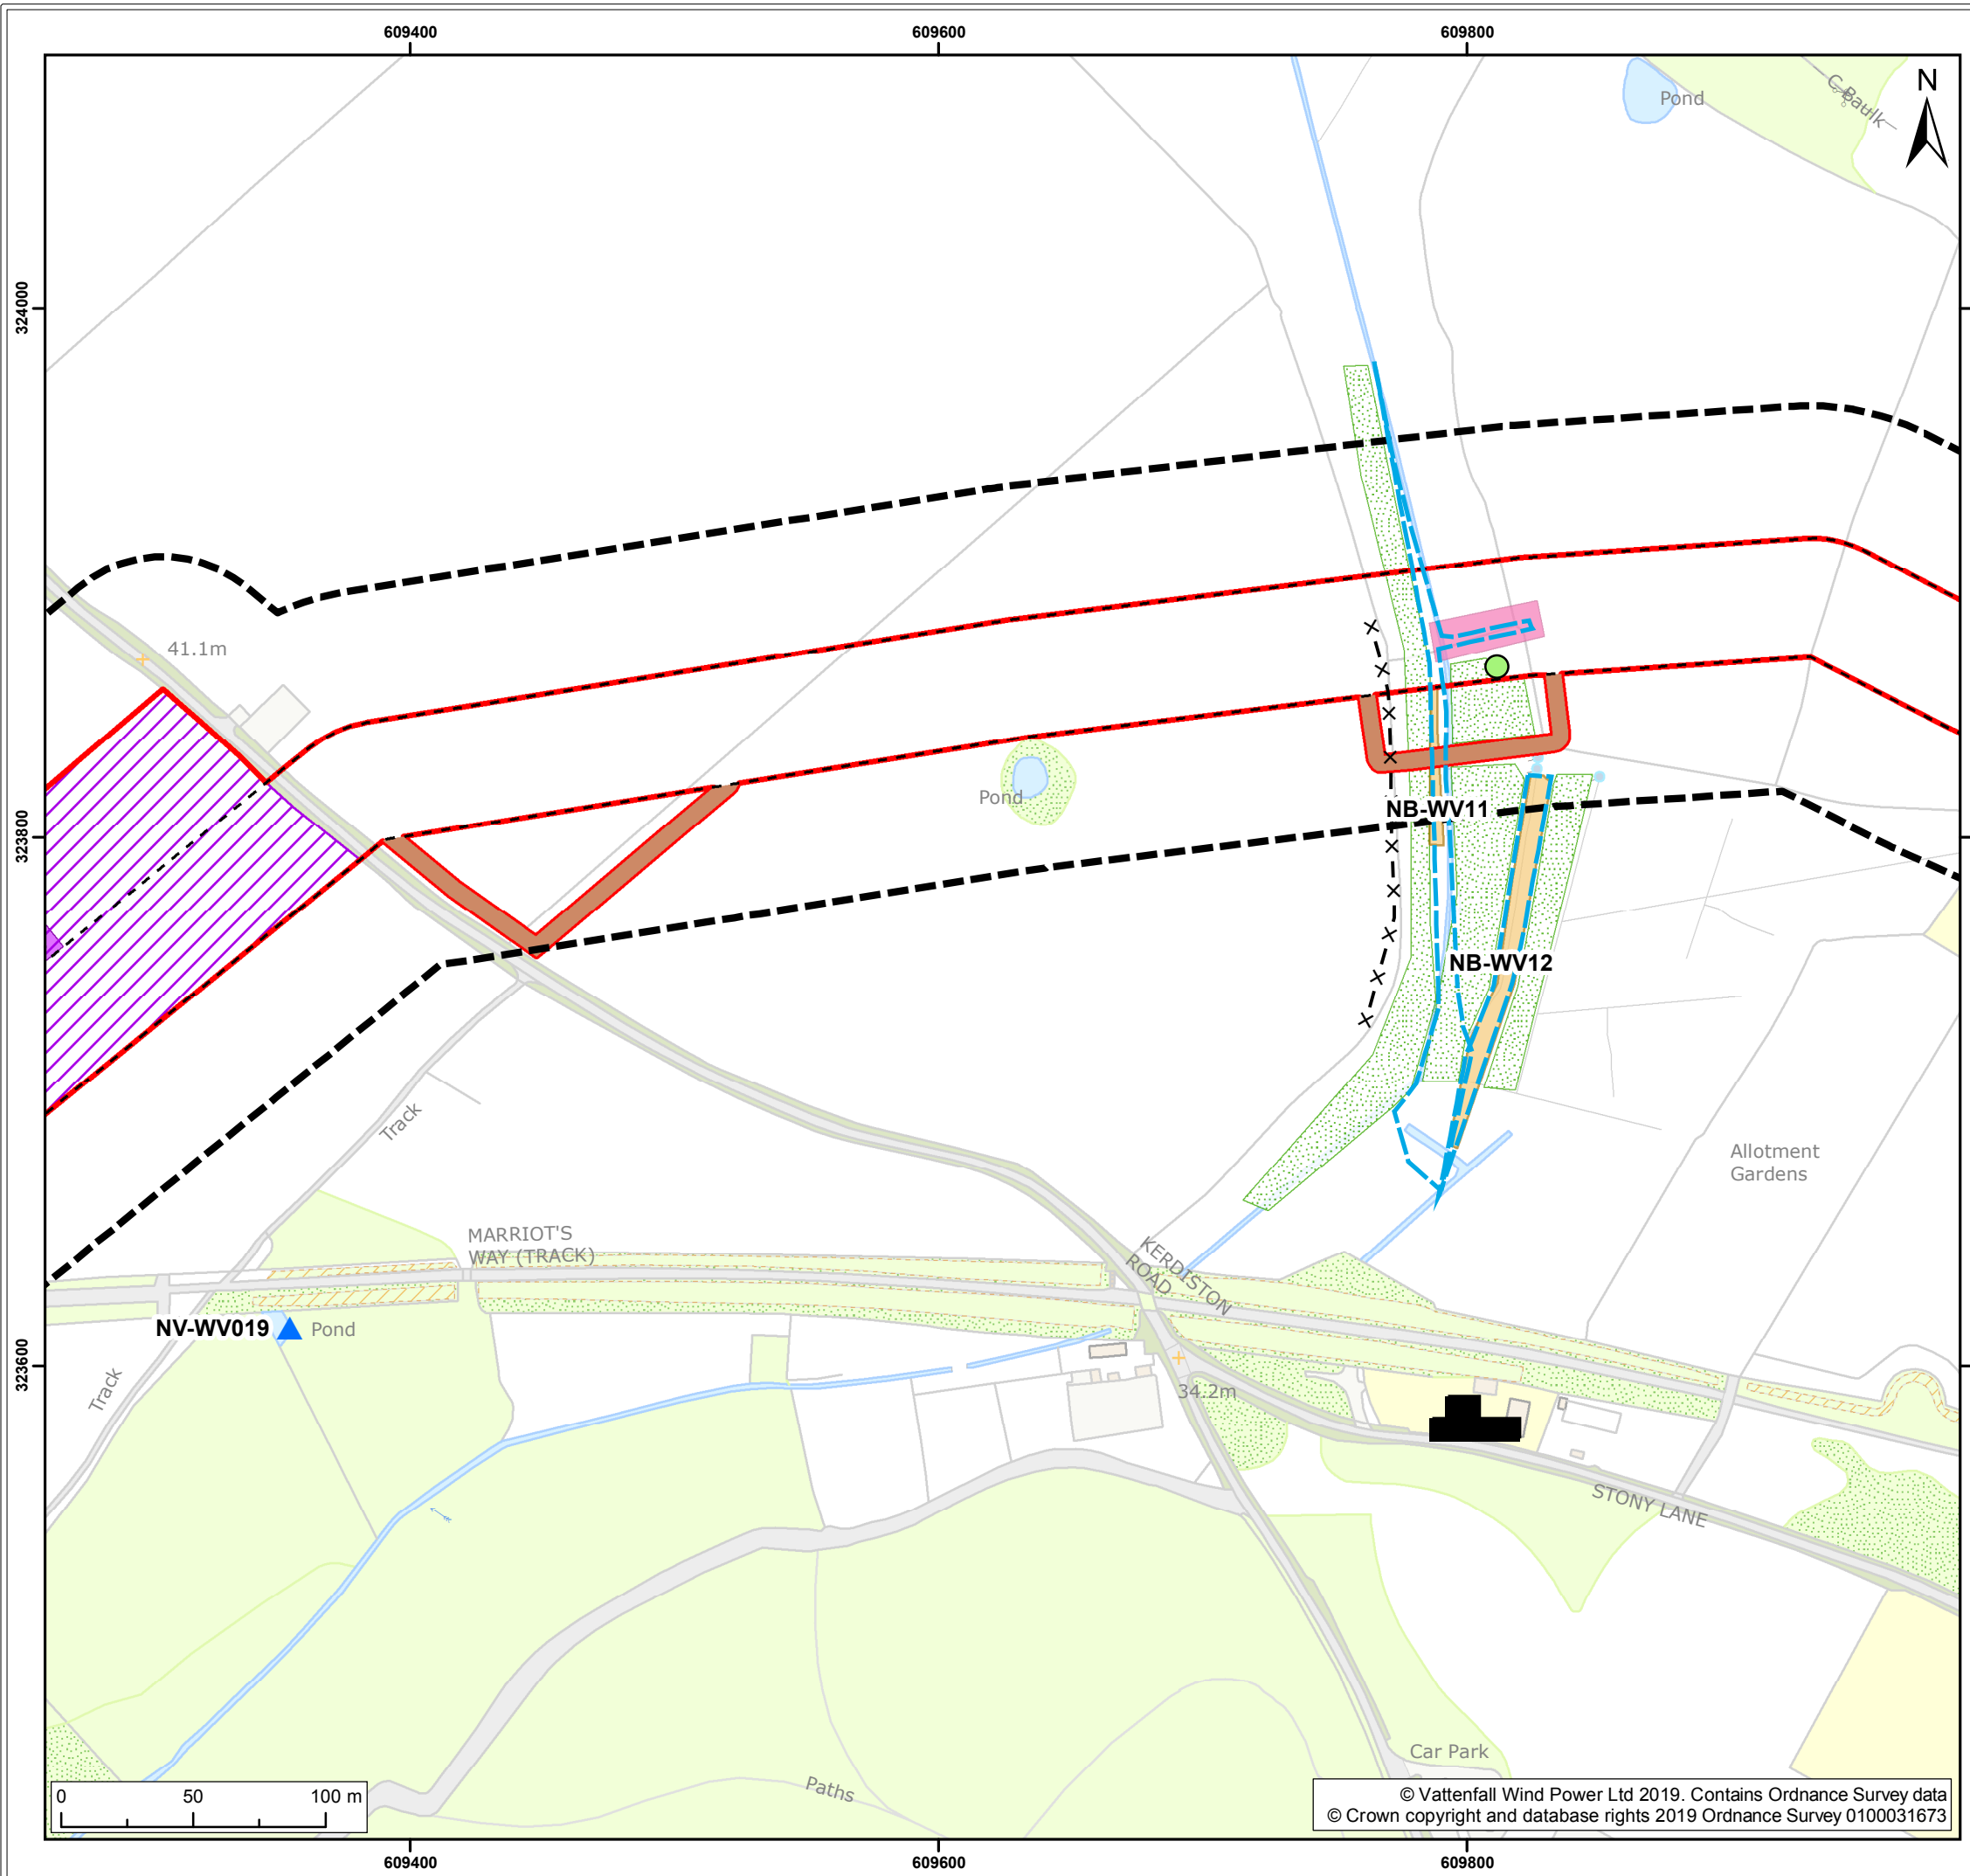 609400
609600
609800
N
Pond
C Baulk
324000
41.1m
Pond
NB-WV11
323800
NB-WV12
Track
Allotment
Gardens
MARRIOT'S
WAY (TRACK)
KERDISTON
ROAD
NV-WV019
Pond
323600
Track
34.2m
STONY LANE
Car Park
Paths
0 50 100 m
© Vattenfall Wind Power Ltd 2019. Contains Ordnance Survey data
© Crown copyright and database rights 2019 Ordnance Survey 0100031673
609400
609600
609800